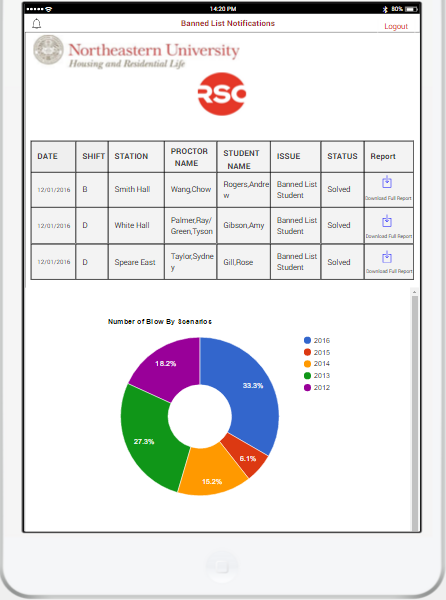 14:20 PM
80%
Banned List Notifications
Logout
Northeastern University
Housing and Residential Life
RSO
DATE SHIFT STATION PROCTOR NAME STUDENT NAME ISSUE STATUS Report
12/01/2016 B Smith Hall Wang,Chow Rogers,Andre
w Banned List
Student Solved
Download Full Report
12/01/2016 D White Hall Palmer,Ray/
Green,Tyson Gibson,Amy Banned List
Student Solved
Download Full Report
12/01/2016 D Speare East Taylor,Sydne
y Gill,Rose Banned List
Student Solved
Download Full Report
Number of Blow By Scenarios
2016
2015
2014
2013
2012
18.2%
33.3%
27.3%
6.1%
15.2%